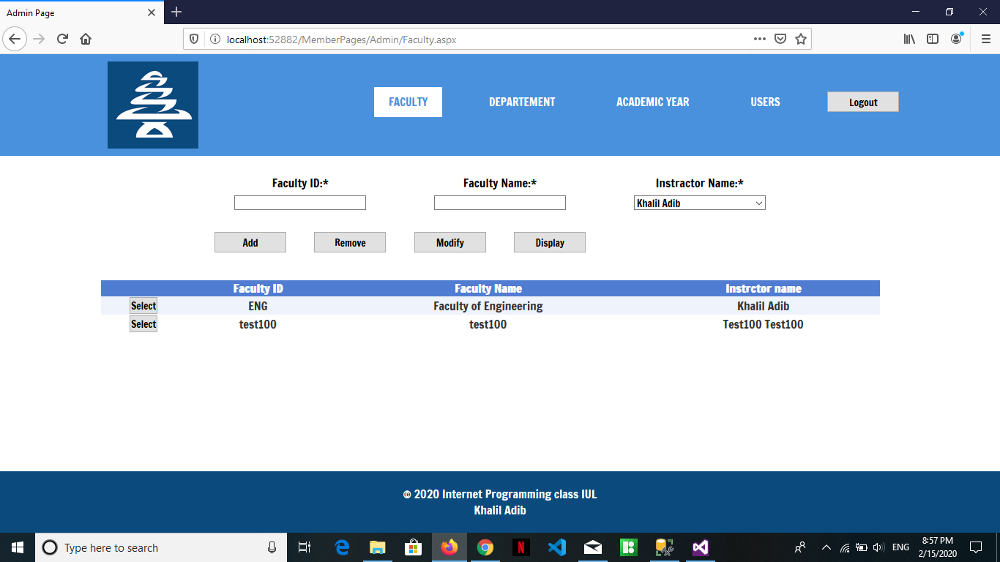 Admin Page
localhost:52882/MemberPages/Admin/Faculty.aspx
FACULTY DEPARTEMENT ACADEMIC YEAR USERS Logout
Faculty ID:* Faculty Name:* Instractor Name:*
Khalil Adib
Add Remove Modify Display
Faculty ID Faculty Name Instrctor name
Select ENG Faculty of Engineering Khalil Adib
Select test100 test100 Test100 Test100
© 2020 Internet Programming class IUL
Khalil Adib
Type here to search
N
ENG
8:57 PM
2/15/2020